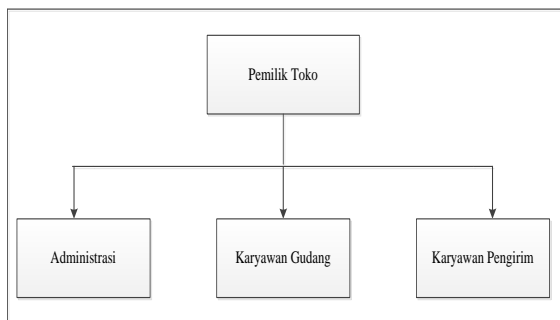 Pemilik Toko
Administrasi
Karyawan Gudang
Karyawan Pengirim